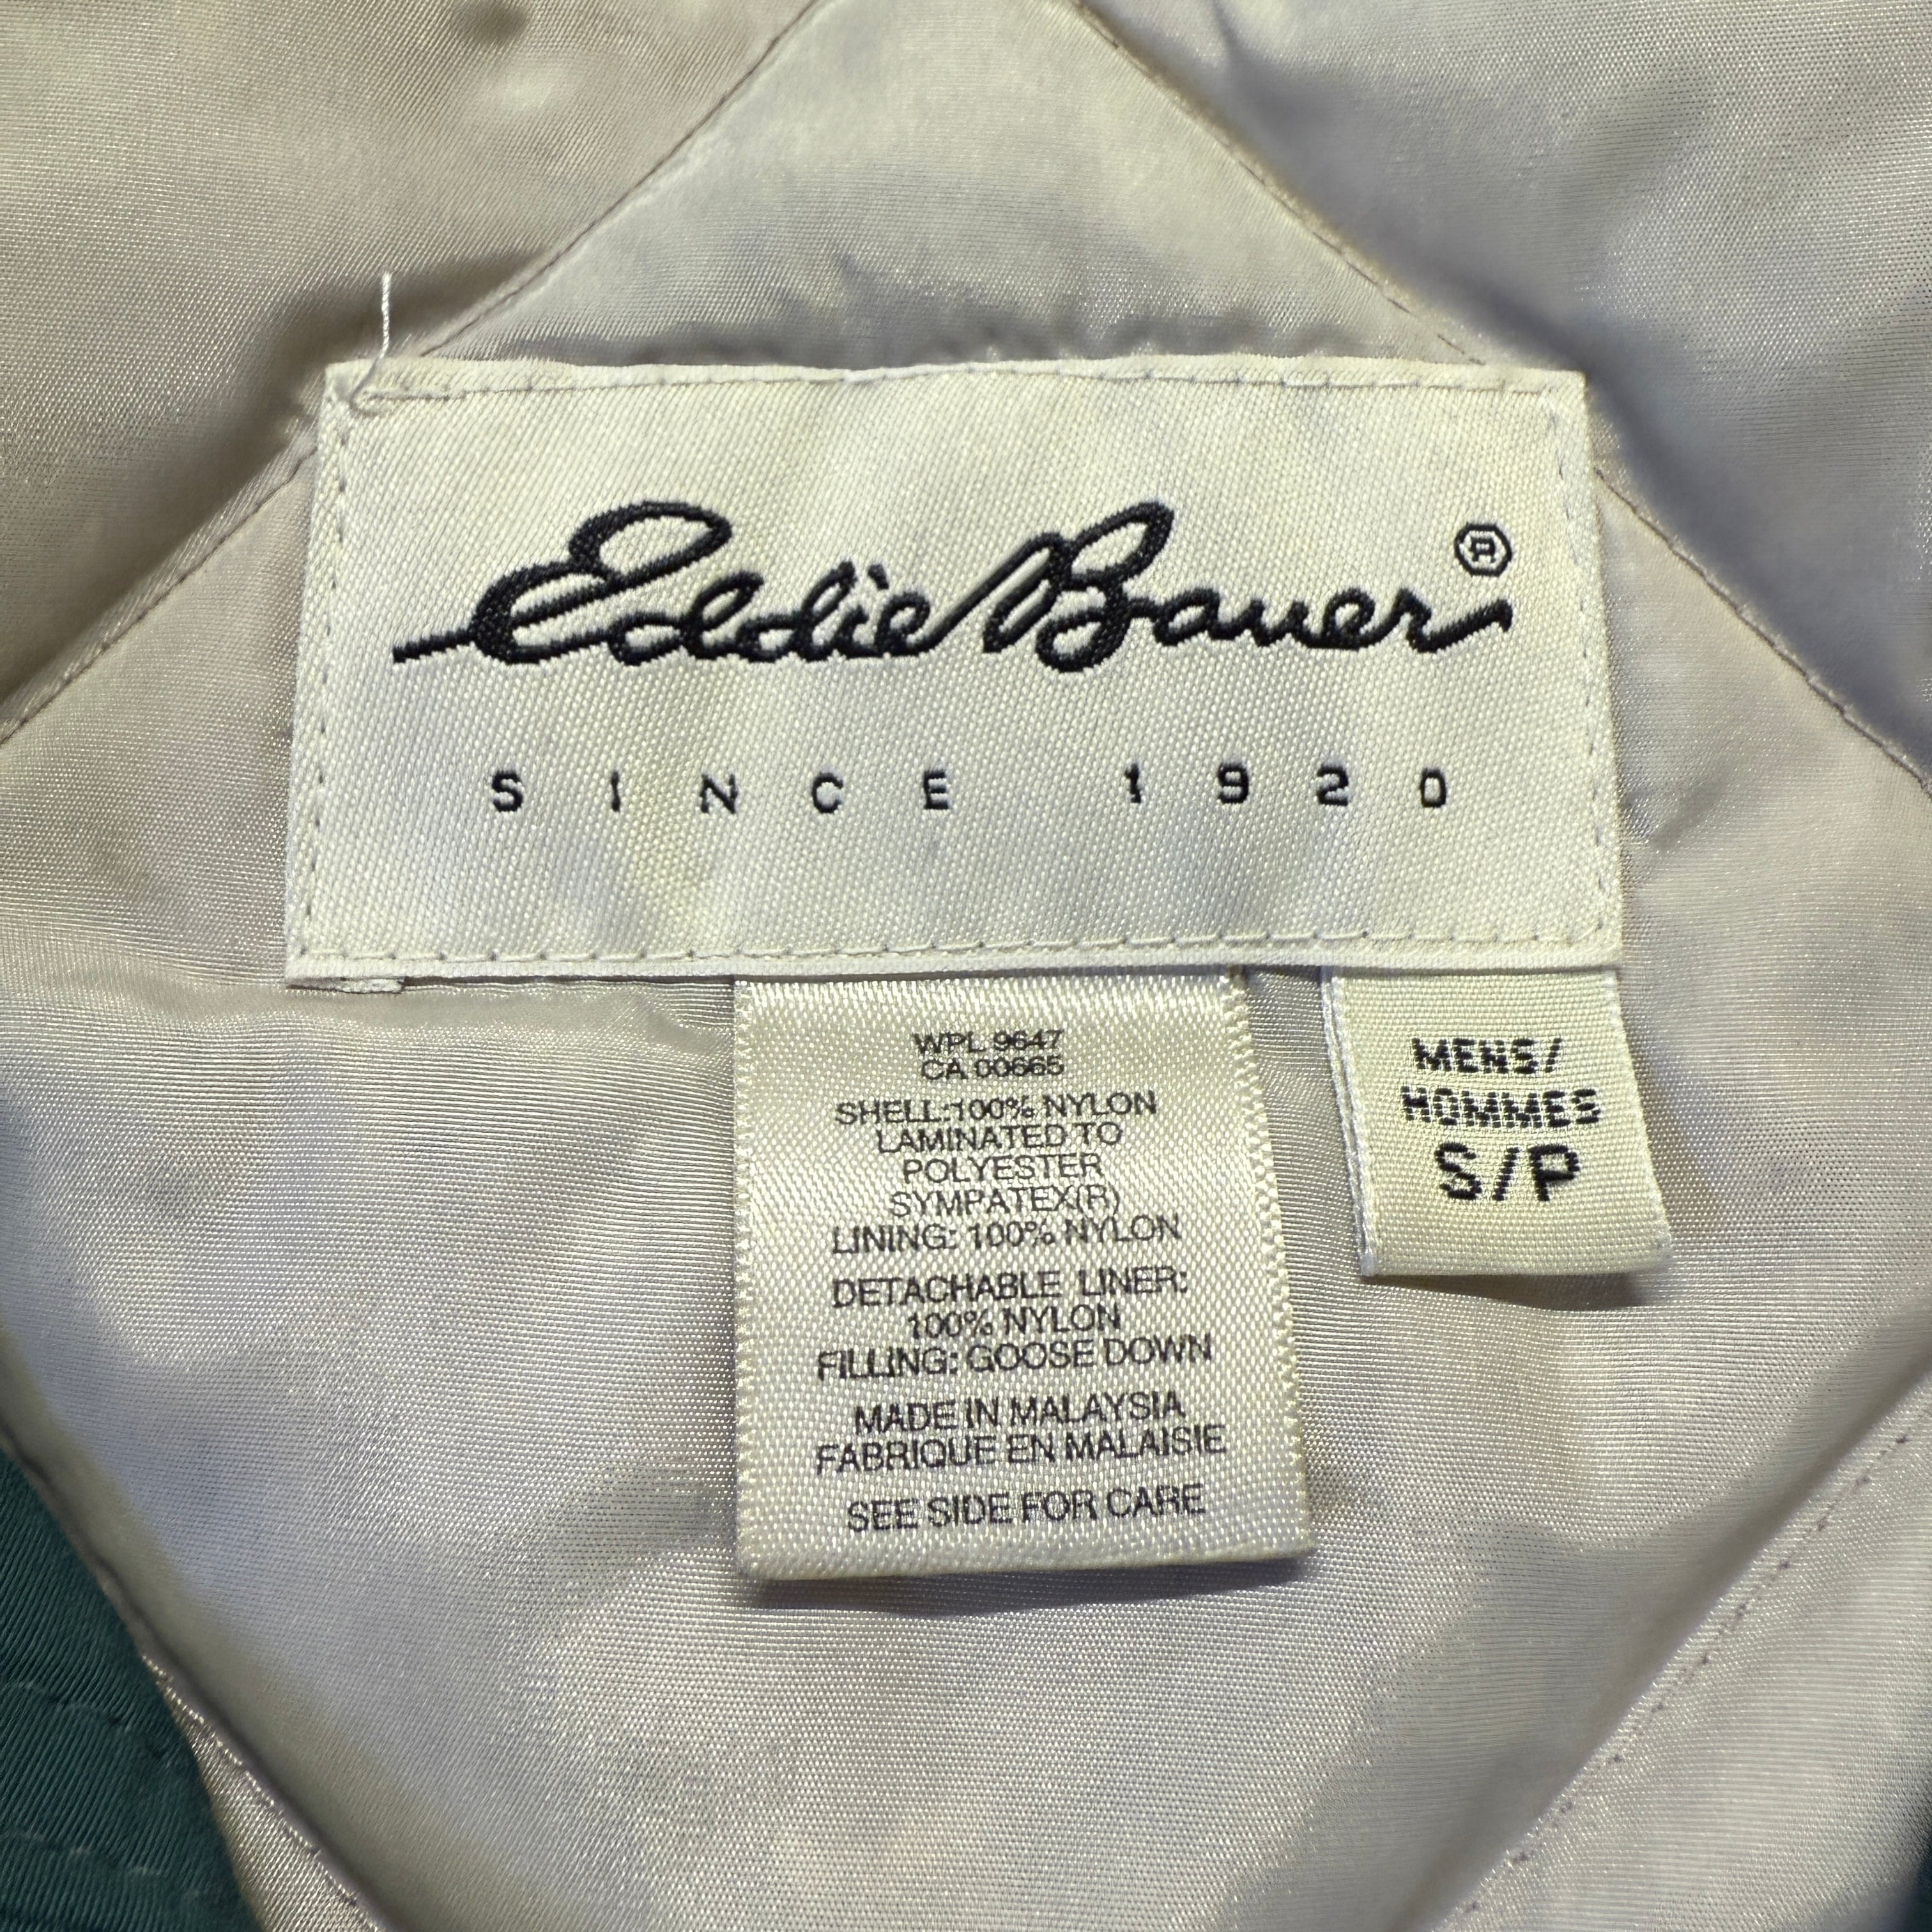 Eddie Bauer®
SINCE 1920
WPL 9647
CA 00665
SHELL:100% NYLON
LAMINATED TO
POLYESTER
SYMPATEX(R)
LINING: 100% NYLON
DETACHABLE LINER:
100% NYLON
FILLING: GOOSE DOWN
MADE IN MALAYSIA
FABRIQUE EN MALAISIE
SEE SIDE FOR CARE
MENS/
HOMMES
S/P